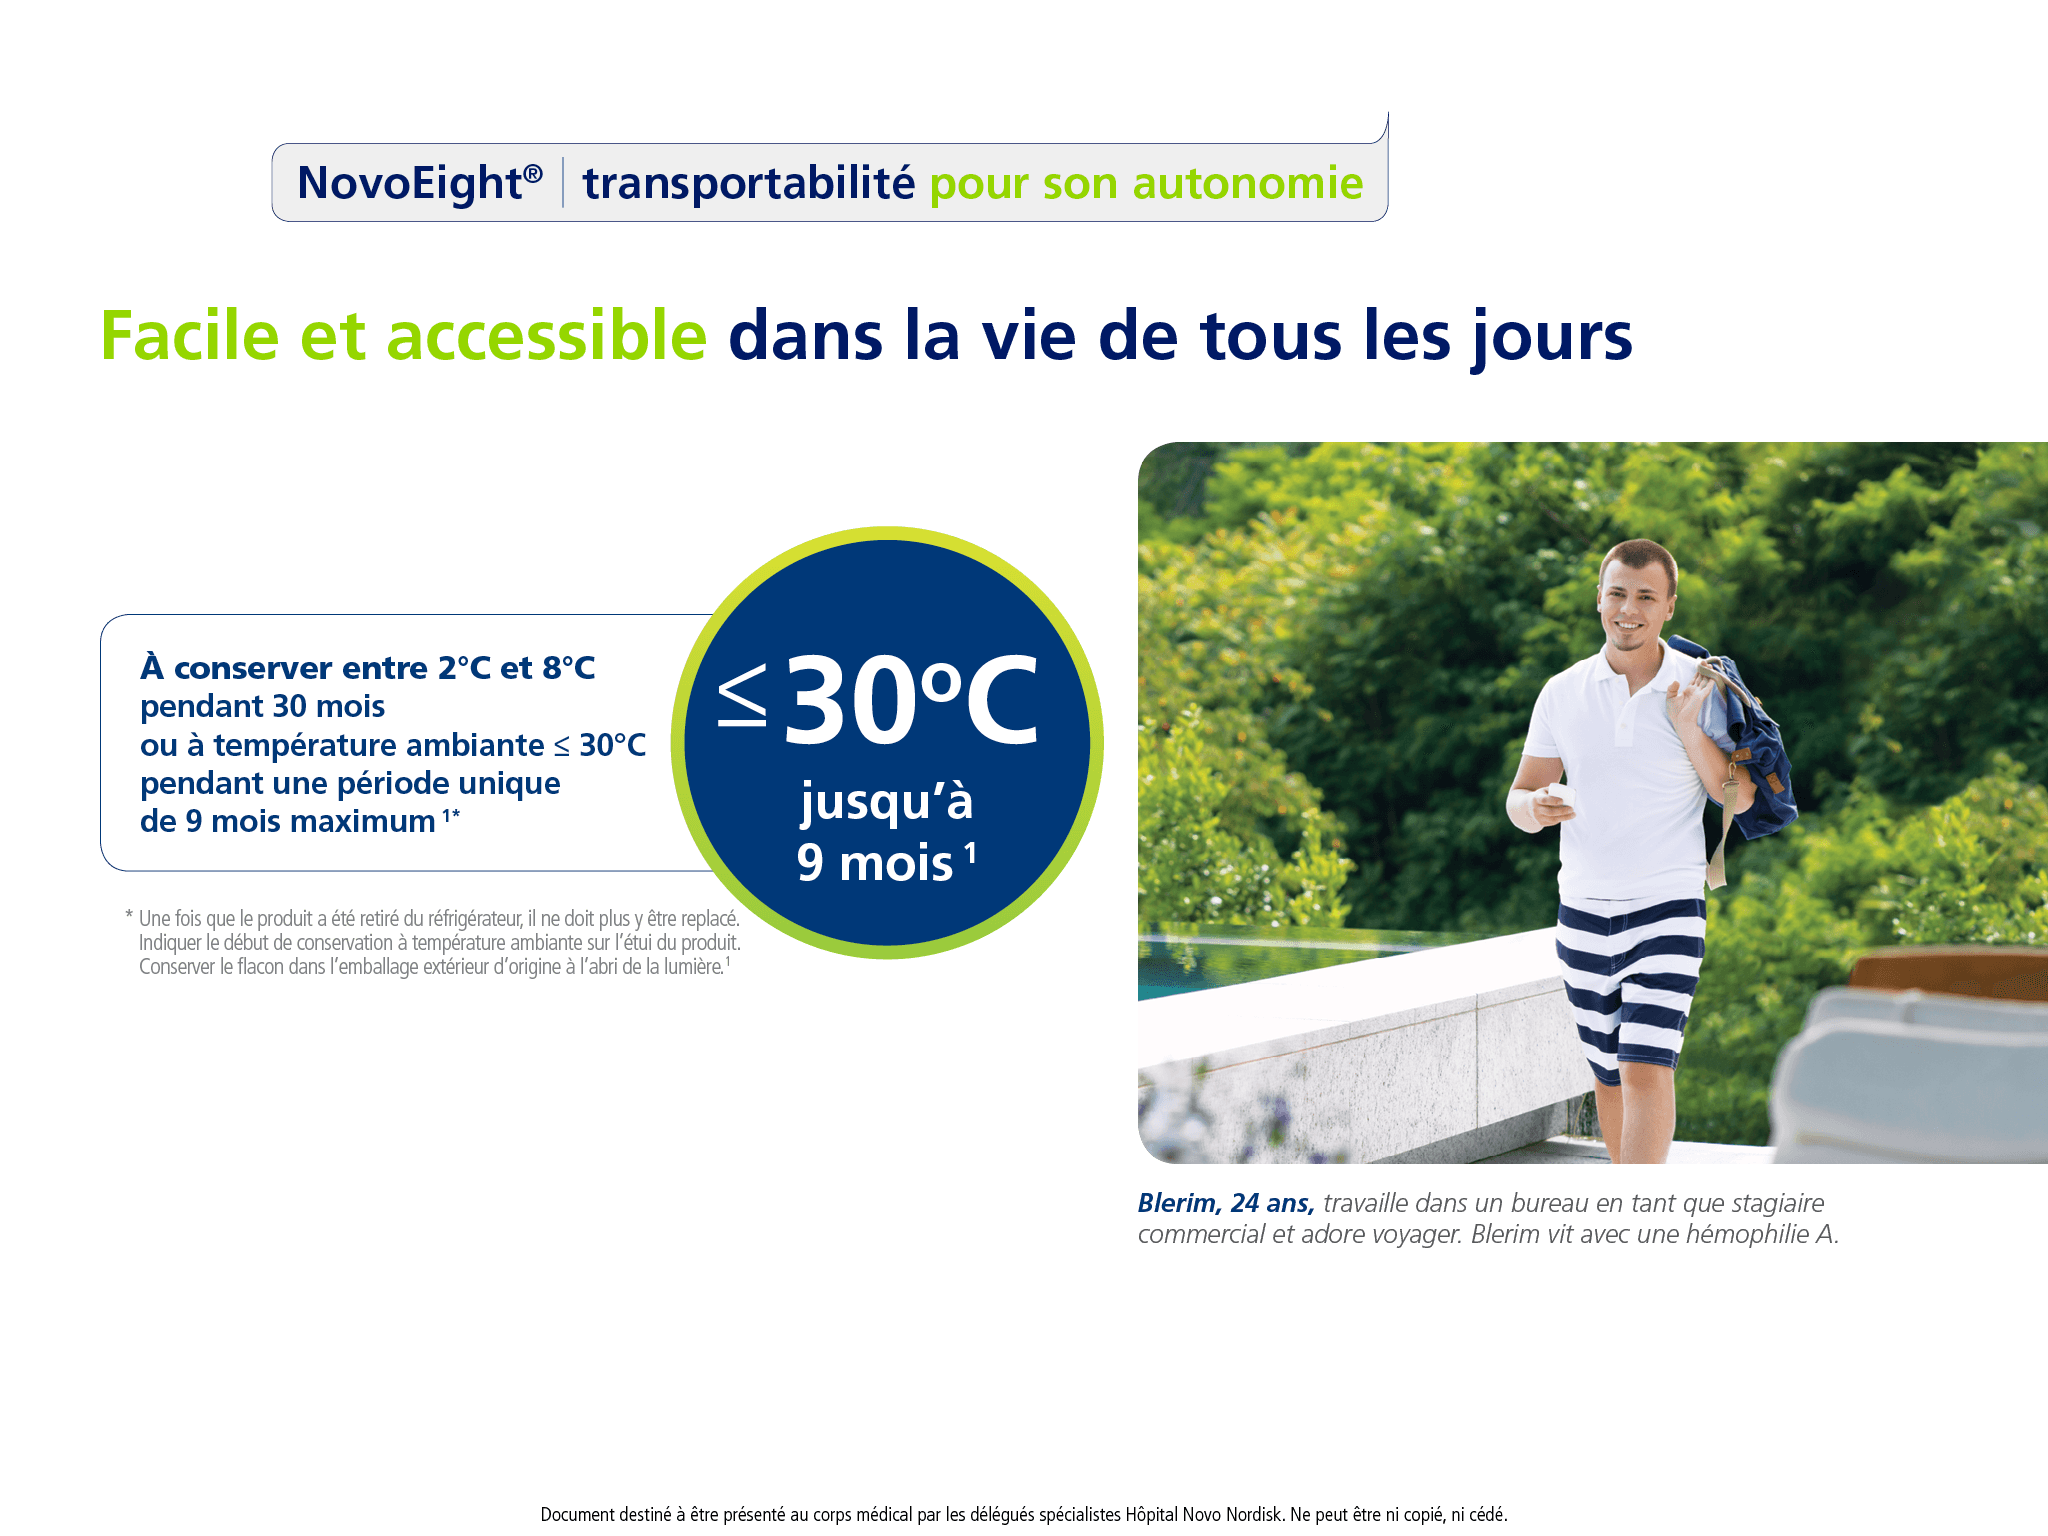 NovoEight® | transportabilité pour son autonomie
Facile et accessible dans la vie de tous les jours
À conserver entre 2°C et 8°C
pendant 30 mois
ou à température ambiante ≤ 30°C
pendant une période unique
de 9 mois maximum 1*
≤ 30°C
jusqu’à
9 mois 1
* Une fois que le produit a été retiré du réfrigérateur, il ne doit plus y être replacé.
Indiquer le début de conservation à température ambiante sur l’étui du produit.
Conserver le flacon dans l’emballage extérieur d’origine à l’abri de la lumière.1
Blerim, 24 ans, travaille dans un bureau en tant que stagiaire
commercial et adore voyager. Blerim vit avec une hémophilie A.
Document destiné à être présenté au corps médical par les délégués spécialistes Hôpital Novo Nordisk. Ne peut être ni copié, ni cédé.